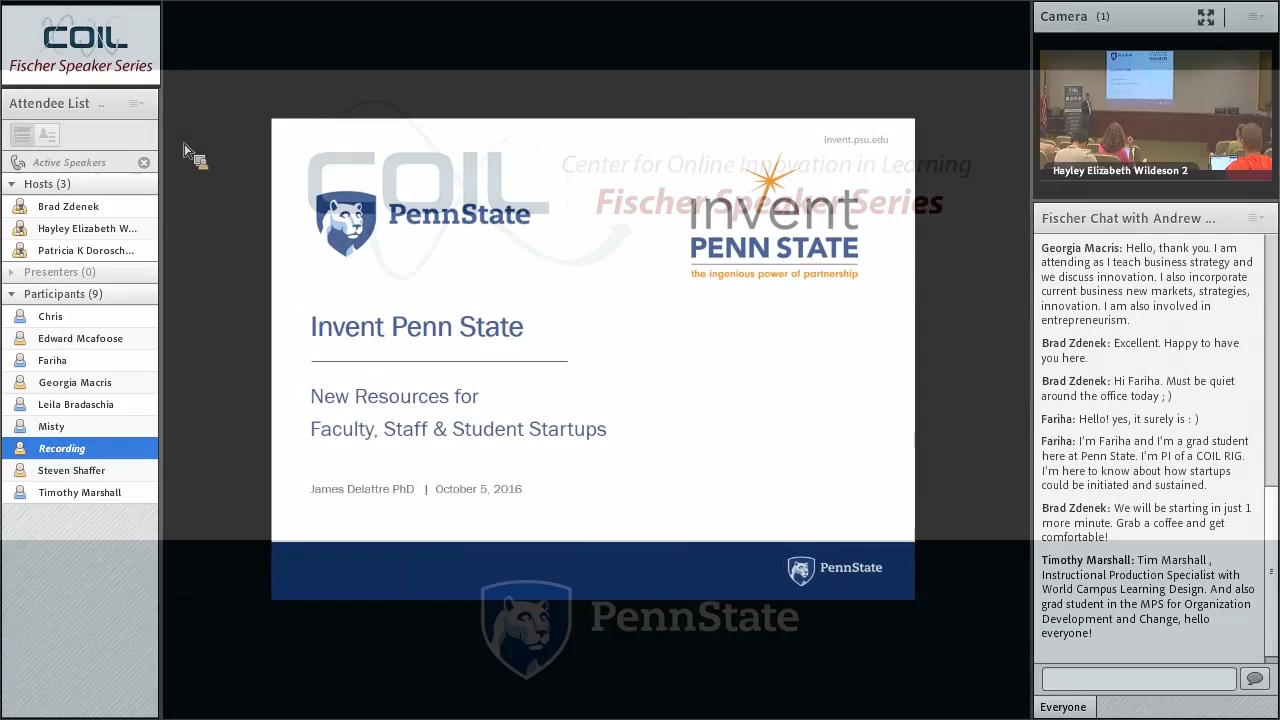 COIL
Fischer Speaker Series
Attendee List ..
Active Speakers
Hosts (3)
Brad Zdenek
Hayley Elizabeth W...
Patricia K Dorosch...
Presenters (0)
Participants (9)
Chris
Edward Mcafoose
Fariha
Georgia Macris
Leila Bradaschia
Misty
Recording
Steven Shaffer
Timothy Marshall
COIL
Center for Online Innovation in Learning
Fischer Speaker Series
invent.psu.edu
PennState
invent
PENN STATE
the ingenious power of partnership
Invent Penn State
New Resources for
Faculty, Staff & Student Startups
James Delattre PhD | October 5, 2016
PennState
PennState
Camera (1)
Hayley Elizabeth Wildeson 2
Fischer Chat with Andrew ...
Georgia Macris: Hello, thank you. I am
attending as I teach business strategy and
we discuss innovation. I also incorporate
current business new markets, strategies,
innovation. I am also involved in
entrepreneurism.
Brad Zdenek: Excellent. Happy to have
you here.
Brad Zdenek: Hi Fariha. Must be quiet
around the office today ; )
Fariha: Hello! yes, it surely is : )
Fariha: I'm Fariha and I'm a grad student
here at Penn State. I'm PI of a COIL RIG.
I'm here to know about how startups
could be initiated and sustained.
Brad Zdenek: We will be starting in just 1
more minute. Grab a coffee and get
comfortable!
Timothy Marshall: Tim Marshall ,
Instructional Production Specialist with
World Campus Learning Design. And also
grad student in the MPS for Organization
Development and Change, hello
everyone!
Everyone